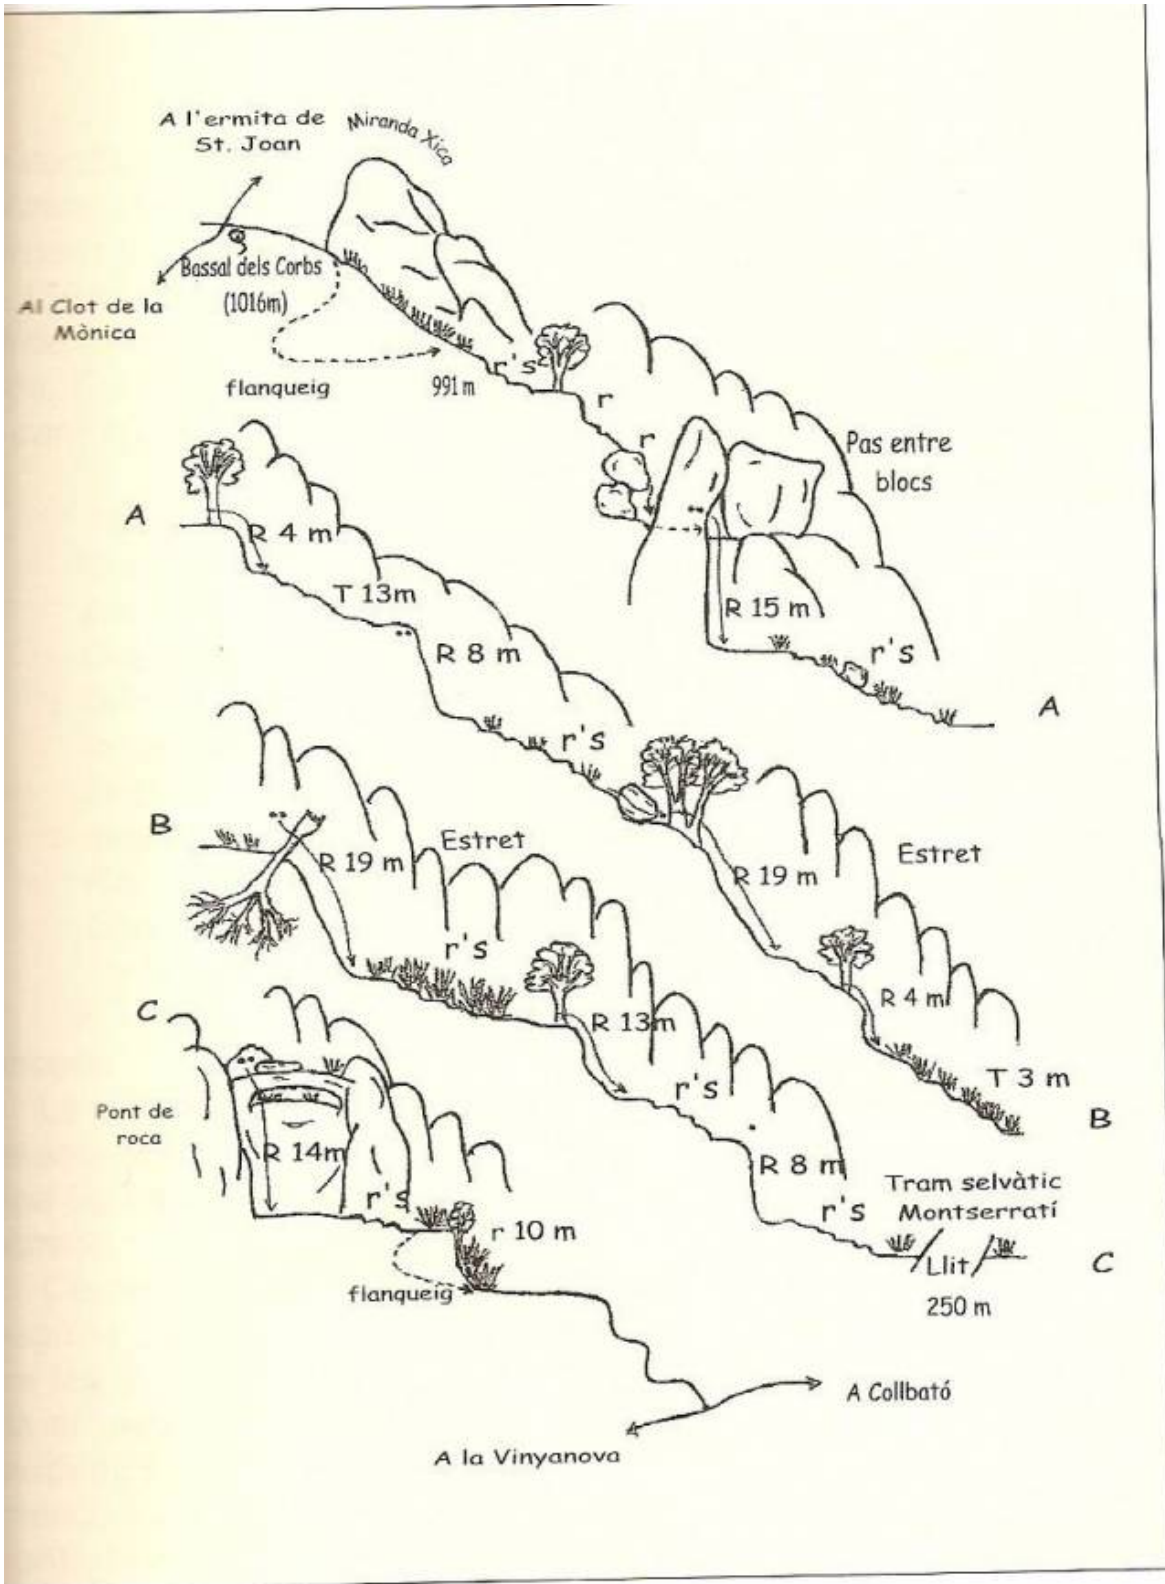 A l'ermita de
St. Joan
Miranda Xica
Bassal dels Corbs
(1016m)
Al Clot de la
Mònica
flanqueig
991 m
r's
r
r
Pas entre
blocs
R 15 m
r's
A
A
R 4 m
T 13m
R 8 m
r's
R 19 m
Estret
R 4 m
T 3 m
B
B
R 19 m
Estret
r's
R 13m
r's
R 8 m
r's
Tram selvàtic
Montserratí
Llit
250 m
C
C
Pont de
roca
R 14m
r's
r 10 m
flanqueig
A Collbató
A la Vinyanova